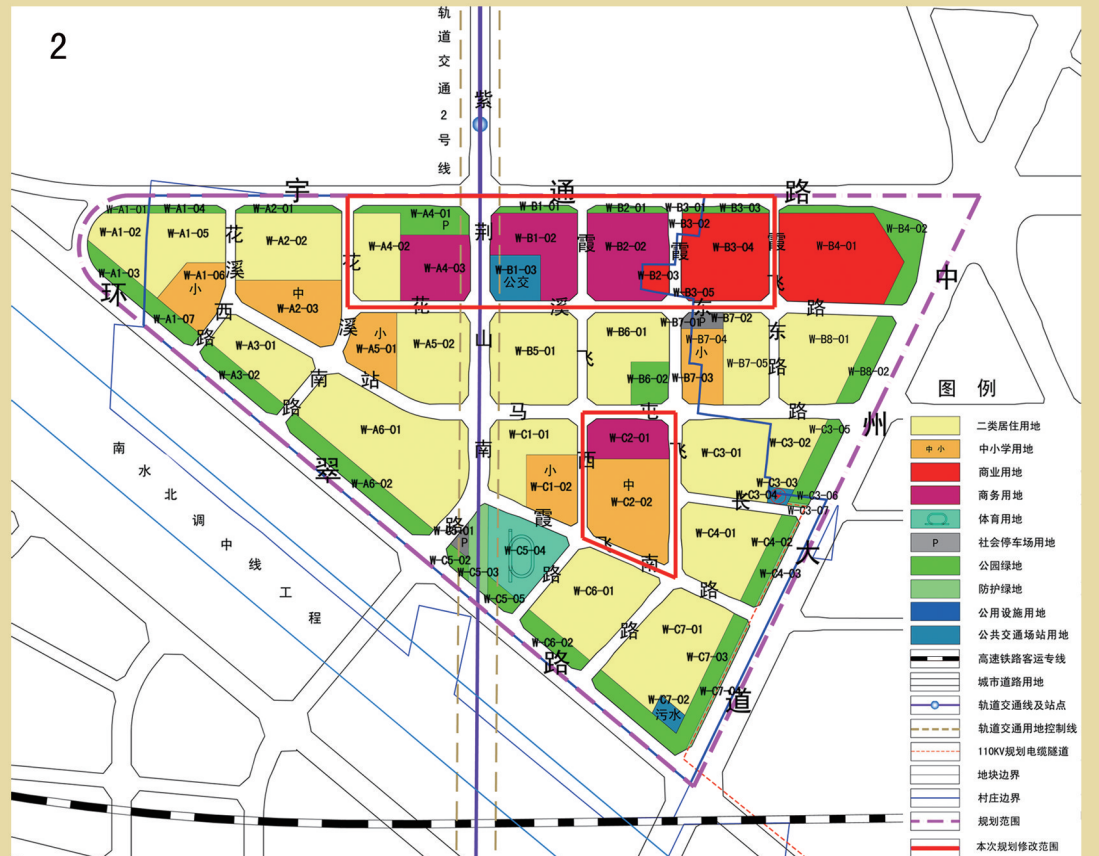 2
轨道交通2号线
紫荆山南路
宇通路
W-A1-01
W-A1-04
W-A2-01
W-A4-01
P
W-B1-01
W-B2-01
W-B3-01
W-B3-03
W-B3-02
W-B4-02
W-A1-02
W-A1-05
W-A2-02
W-A4-02
W-A4-03
W-B1-02
W-B2-02
W-B3-04
W-B4-01
W-A1-03
W-A1-06
小
W-B1-03
公交
W-B2-03
W-B3-05
W-A1-07
中
W-A2-03
花溪路
花溪西路
花溪南路
霞飞西路
霞飞路
霞飞东路
东路
W-B7-01
P
W-B7-02
小
W-A5-01
W-A5-02
W-B5-01
W-B6-01
W-B7-04
小
W-B7-05
W-B8-01
W-A3-01
W-A3-02
W-B6-02
W-B7-03
W-B8-02
站马屯路
W-A6-01
W-A6-02
W-C1-01
小
W-C1-02
W-C2-01
中
W-C2-02
W-C3-01
W-C3-02
W-C3-05
W-C3-03
W-C3-04
W-C3-06
W-C3-07
环翠路
中州大道
长
霞飞南路
P
W-C5-02
W-C5-03
W-C5-04
W-C5-05
W-C4-01
W-C4-02
W-C4-03
W-C6-01
W-C6-02
W-C7-01
W-C7-03
W-C7-02
污水
W-C7-04
南水北调中线工程
图例
二类居住用地
中 小
中小学用地
商业用地
商务用地
体育用地
P
社会停车场用地
公园绿地
防护绿地
公用设施用地
公共交通场站用地
高速铁路客运专线
城市道路用地
轨道交通线及站点
轨道交通用地控制线
110KV规划电缆隧道
地块边界
村庄边界
规划范围
本次规划修改范围